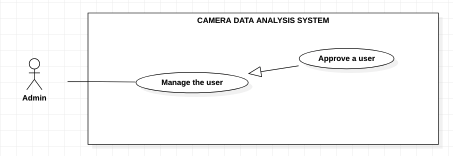 CAMERA DATA ANALYSIS SYSTEM
Approve a user
Manage the user
Admin